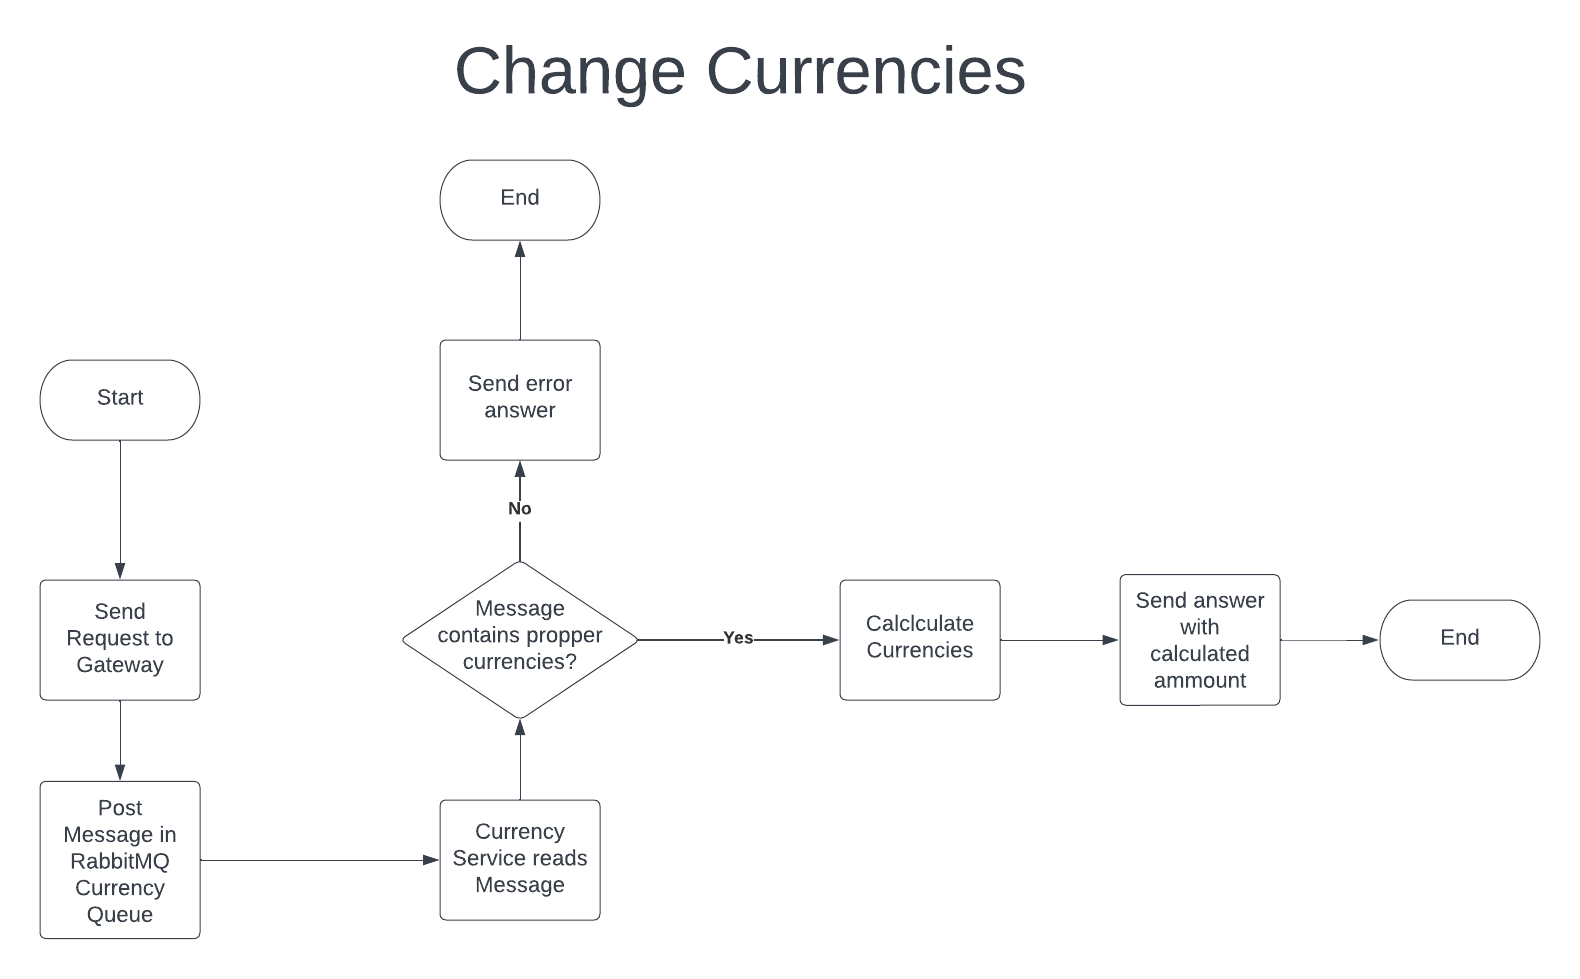 Change Currencies
Start
Send
Request to
Gateway
Post
Message in
RabbitMQ
Currency
Queue
Currency
Service reads
Message
Message
contains propper
currencies?
No
Send error
answer
End
Yes
Calclculate
Currencies
Send answer
with
calculated
ammount
End